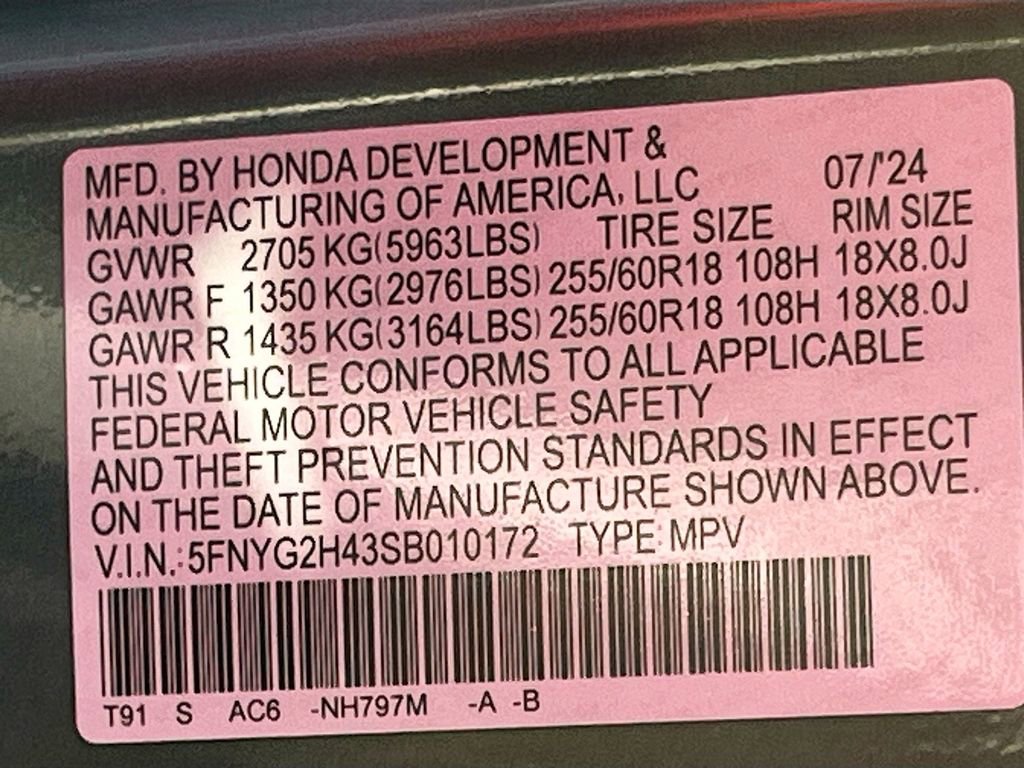 MFD. BY HONDA DEVELOPMENT &
MANUFACTURING OF AMERICA, LLC 07/'24
GVWR 2705 KG(5963LBS) TIRE SIZE RIM SIZE
GAWR F 1350 KG(2976LBS) 255/60R18 108H 18X8.0J
GAWR R 1435 KG(3164LBS) 255/60R18 108H 18X8.0J
THIS VEHICLE CONFORMS TO ALL APPLICABLE
FEDERAL MOTOR VEHICLE SAFETY
AND THEFT PREVENTION STANDARDS IN EFFECT
ON THE DATE OF MANUFACTURE SHOWN ABOVE.
V.I.N.: 5FNYG2H43SB010172 TYPE: MPV
T91 S AC6 -NH797M -A -B